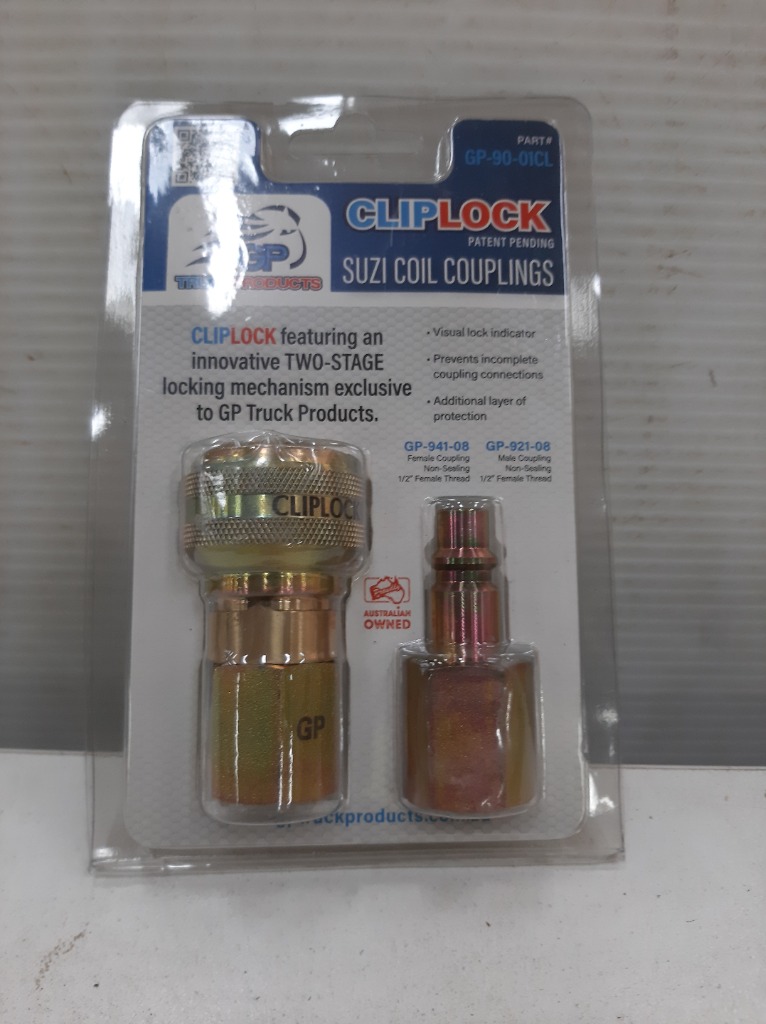 PART#
GP-90-01CL
GP
PRODUCTS
CLIPLOCK
PATENT PENDING
SUZI COIL COUPLINGS
CLIPLOCK featuring an
innovative TWO-STAGE
locking mechanism exclusive
to GP Truck Products.
• Visual lock indicator
• Prevents incomplete
coupling connections
• Additional layer of
protection
GP-941-08
Female Coupling
Non-Sealing
1/2" Female Thread
GP-921-08
Male Coupling
Non-Sealing
1/2" Female Thread
CLIPLOCK
AUSTRALIAN
OWNED
GP